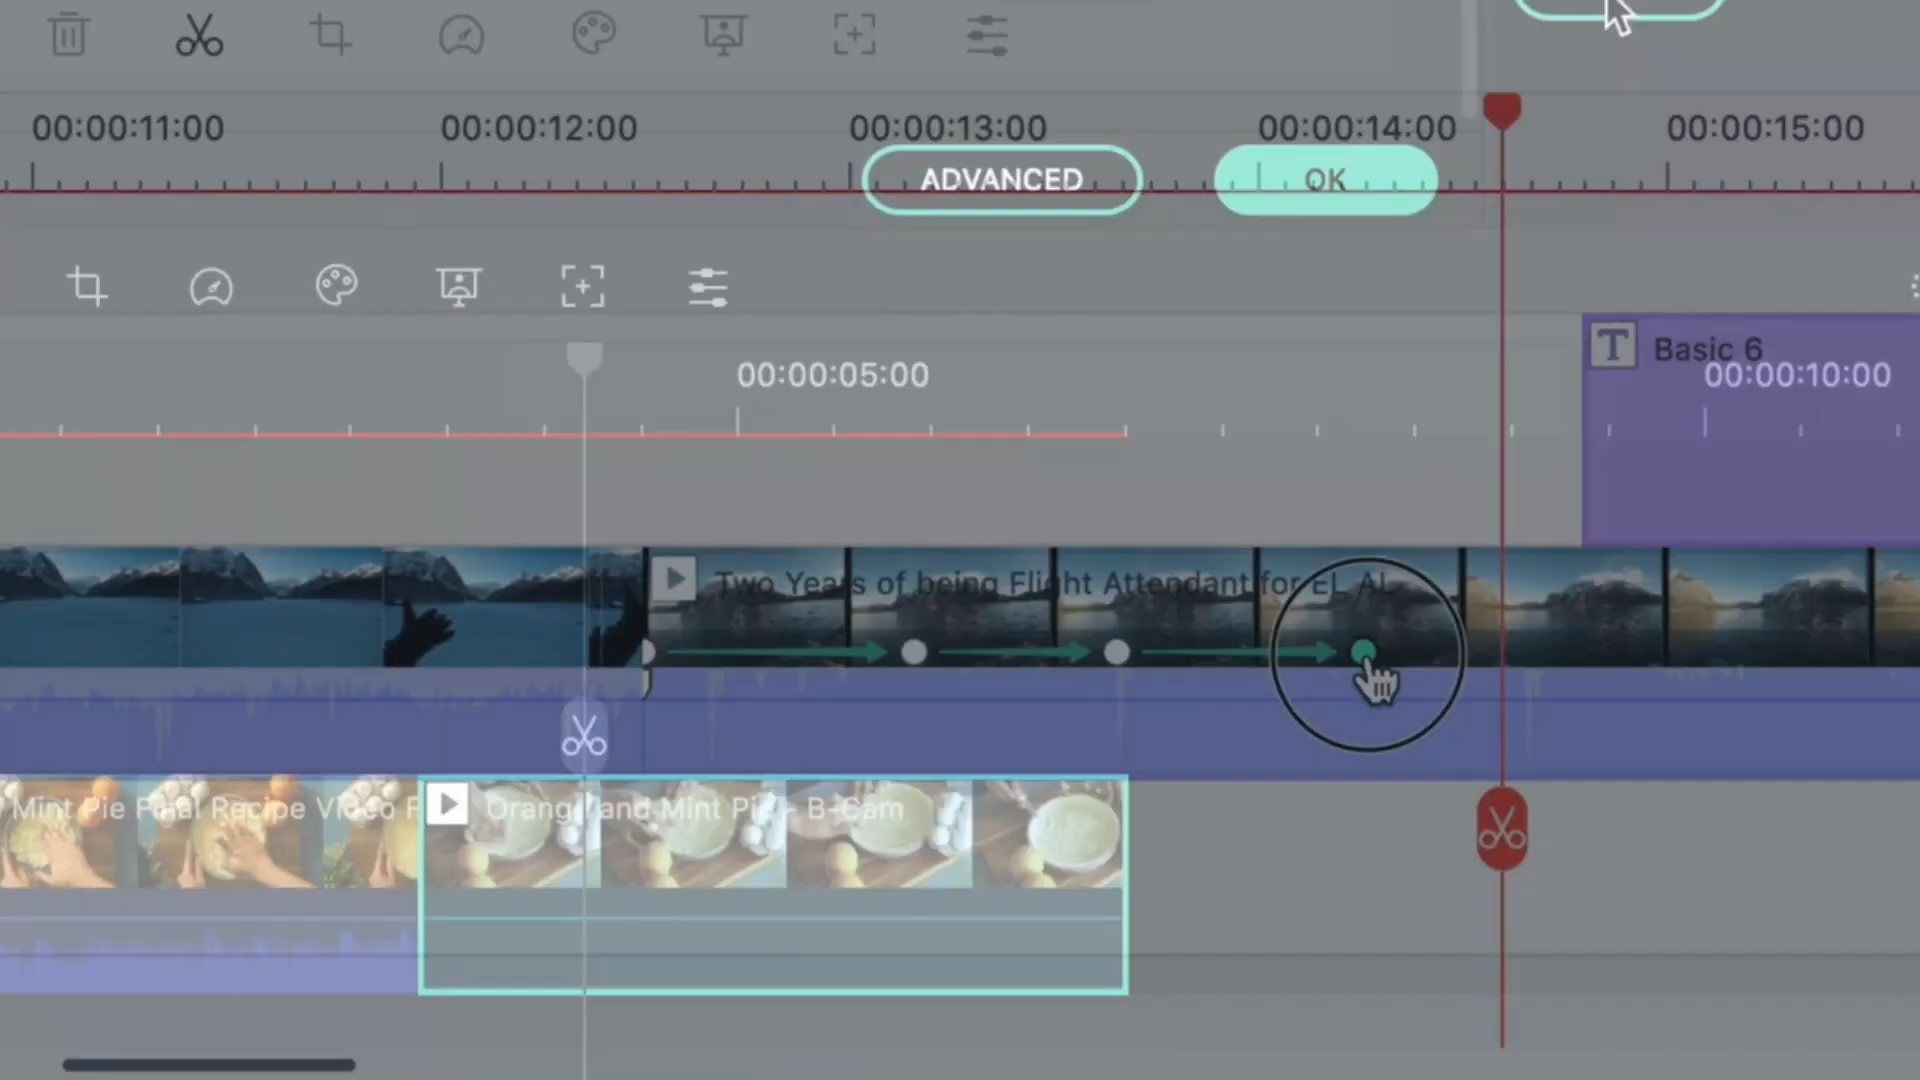 00:00:11:00 00:00:12:00 00:00:13:00 00:00:14:00 00:00:15:00
ADVANCED OK
Basic 6
00:00:05:00 00:00:10:00
Two Years of being Flight Attendant for EL AL
Mint Pie Final Recipe Video
Orange and Mint Pie - B-Cam